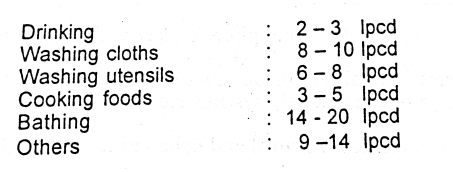 Drinking : 2 – 3 lpcd
Washing cloths : 8 – 10 lpcd
Washing utensils : 6 – 8 lpcd
Cooking foods : 3 – 5 lpcd
Bathing : 14 - 20 lpcd
Others : 9 –14 lpcd